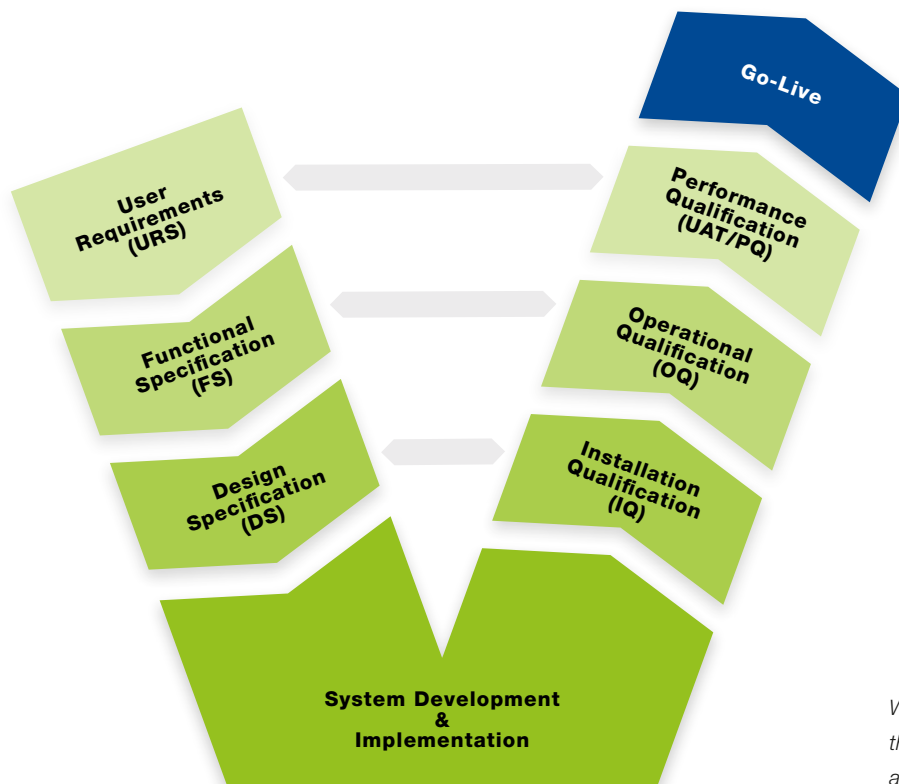 Go-Live
User
Requirements
(URS)
Performance
Qualification
(UAT/PQ)
Functional
Specification
(FS)
Operational
Qualification
(OQ)
Design
Specification
(DS)
Installation
Qualification
(IQ)
System Development
&
Implementation